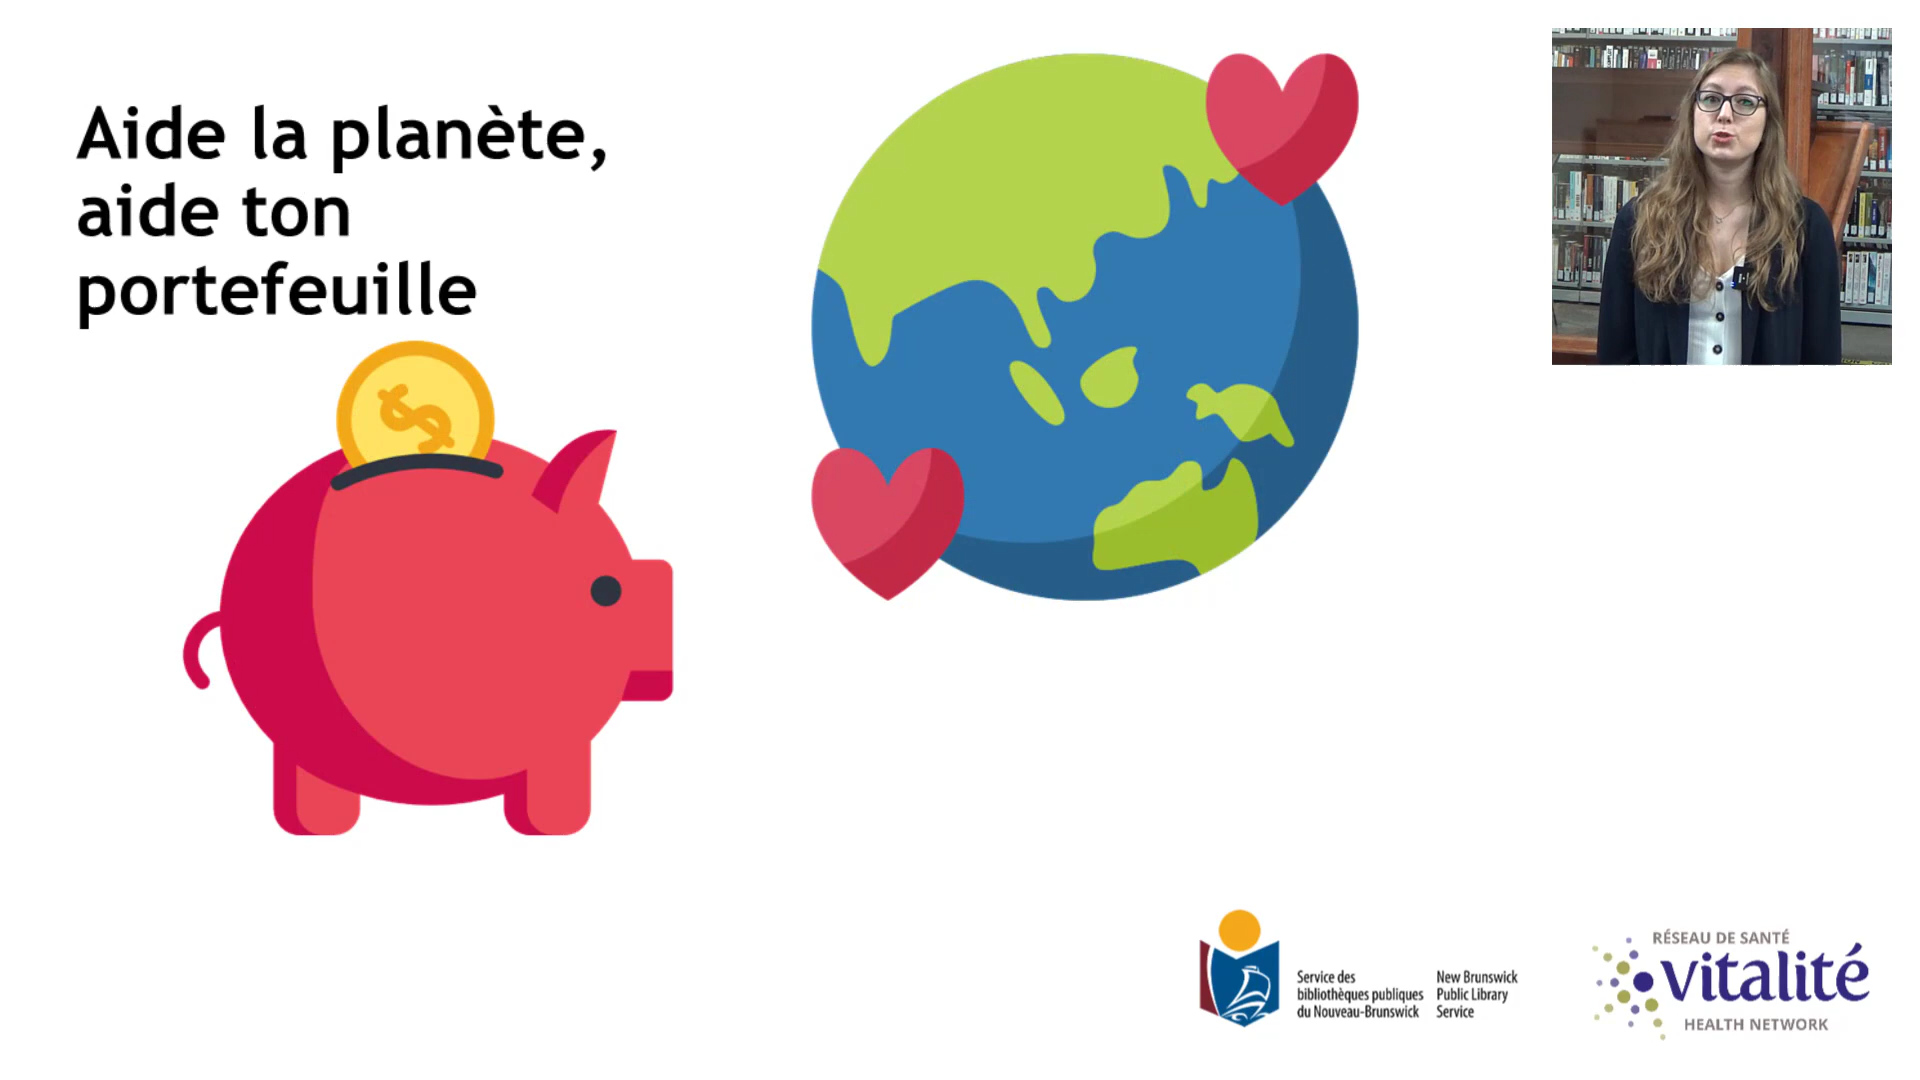 Aide la planète,
aide ton
portefeuille
$
Service des
bibliothèques publiques
du Nouveau-Brunswick
New Brunswick
Public Library
Service
RÉSEAU DE SANTÉ
vitalité
HEALTH NETWORK